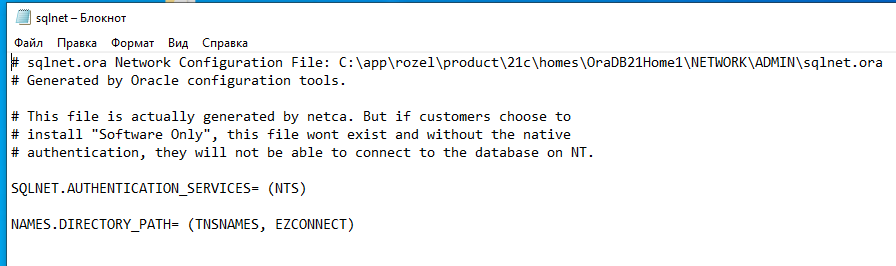 sqlnet – Блокнот
Файл Правка Формат Вид Справка
# sqlnet.ora Network Configuration File: C:\app\rozel\product\21c\homes\OraDB21Home1\NETWORK\ADMIN\sqlnet.ora
# Generated by Oracle configuration tools.
# This file is actually generated by netca. But if customers choose to
# install "Software Only", this file wont exist and without the native
# authentication, they will not be able to connect to the database on NT.
SQLNET.AUTHENTICATION_SERVICES= (NTS)
NAMES.DIRECTORY_PATH= (TNSNAMES, EZCONNECT)